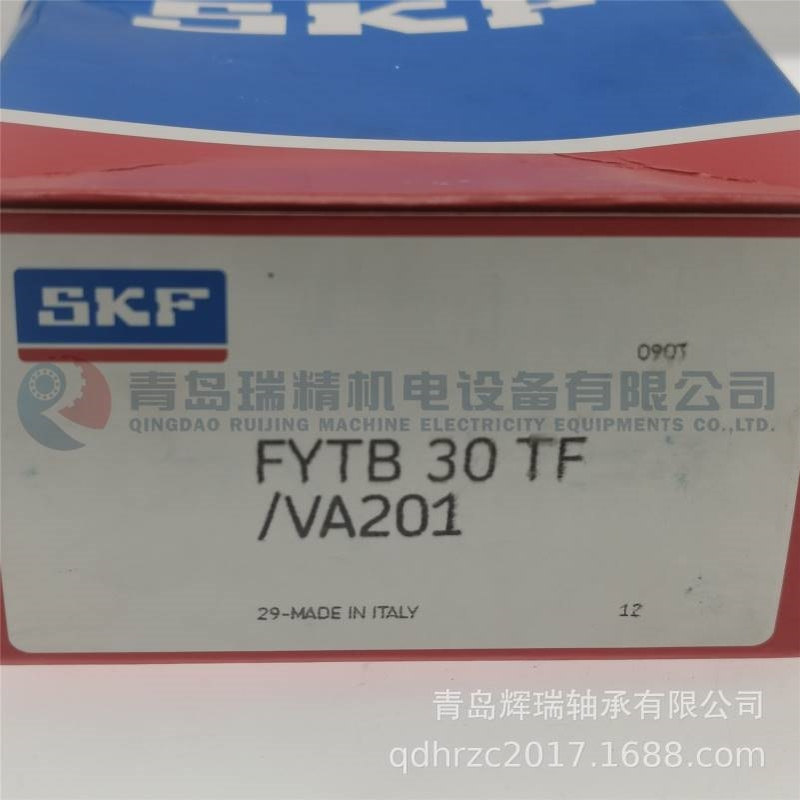 SKF
SKF
090T
青岛瑞精机电设备有限公司
QINGDAO RUIJING MACHINE ELECTRICITY EQUIPMENTS CO.,LTD.
FYTB 30 TF
/VA201
29-MADE IN ITALY 12
青岛辉瑞轴承有限公司
qdhrzc2017.1688.com